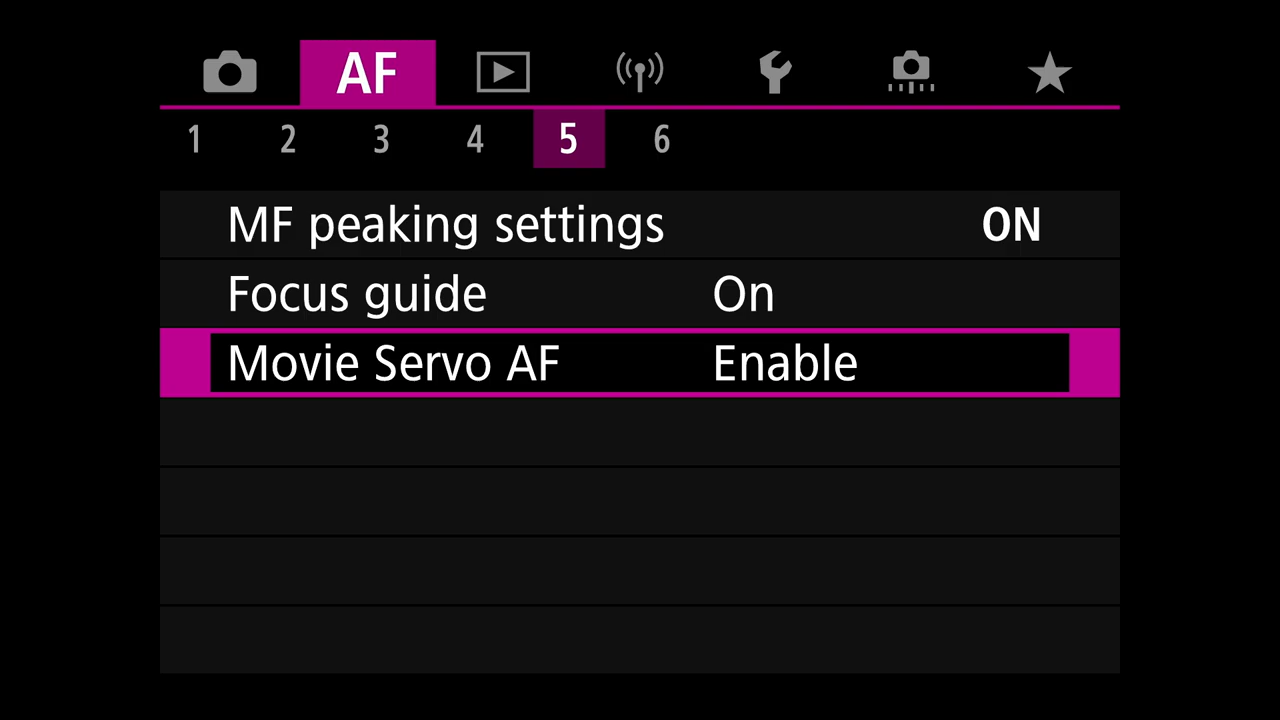 AF
1 2 3 4 5 6
MF peaking settings ON
Focus guide On
Movie Servo AF Enable